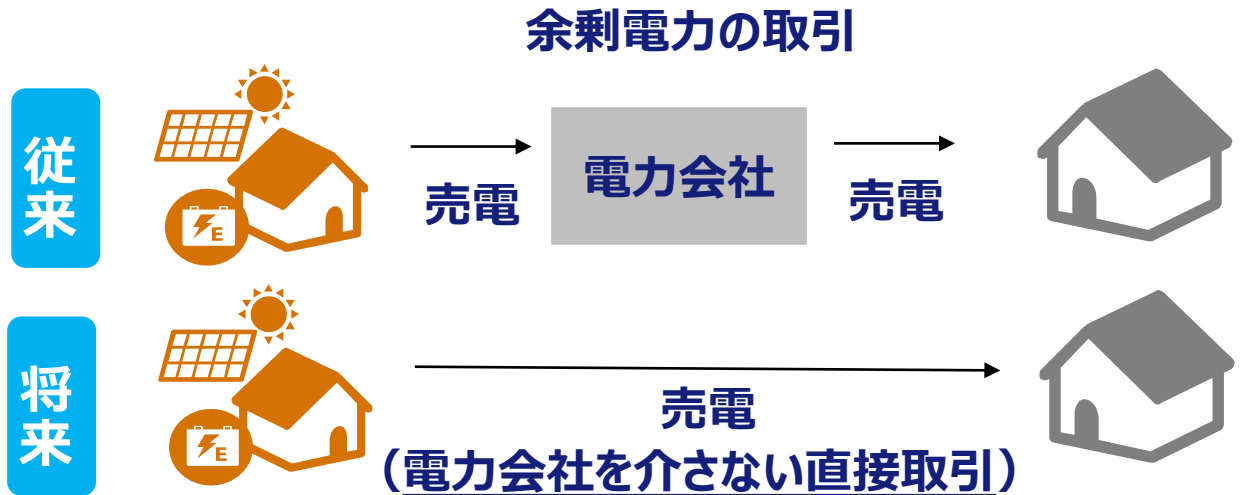 余剰電力の取引
従来
売電
電力会社
売電
E
将来
売電
（電力会社を介さない直接取引）
E